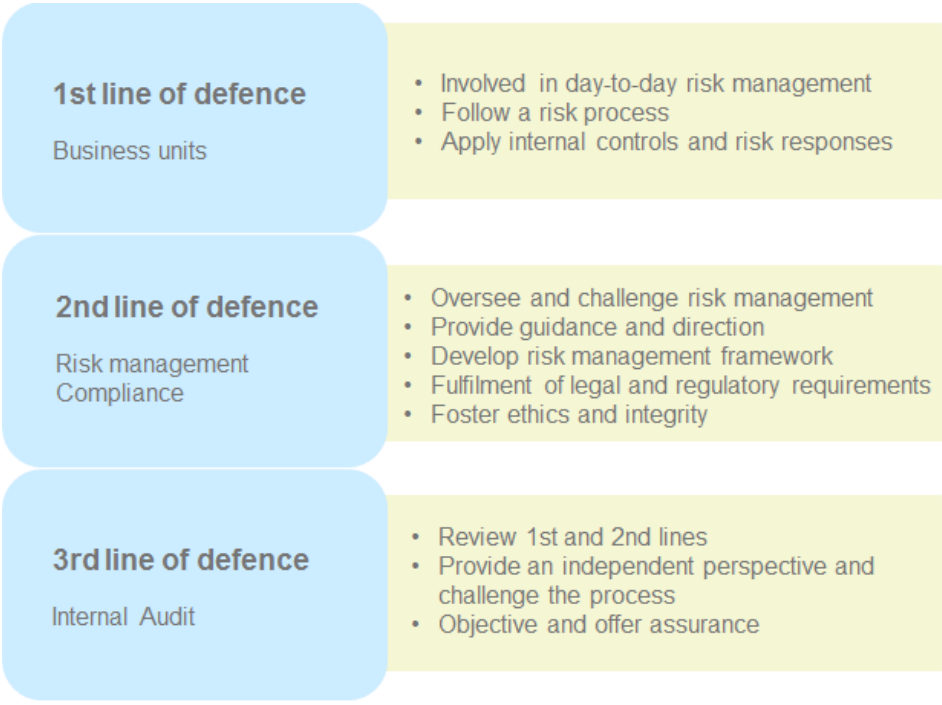 1st line of defence
Business units
• Involved in day-to-day risk management
• Follow a risk process
• Apply internal controls and risk responses
2nd line of defence
Risk management
Compliance
• Oversee and challenge risk management
• Provide guidance and direction
• Develop risk management framework
• Fulfilment of legal and regulatory requirements
• Foster ethics and integrity
3rd line of defence
Internal Audit
• Review 1st and 2nd lines
• Provide an independent perspective and
challenge the process
• Objective and offer assurance